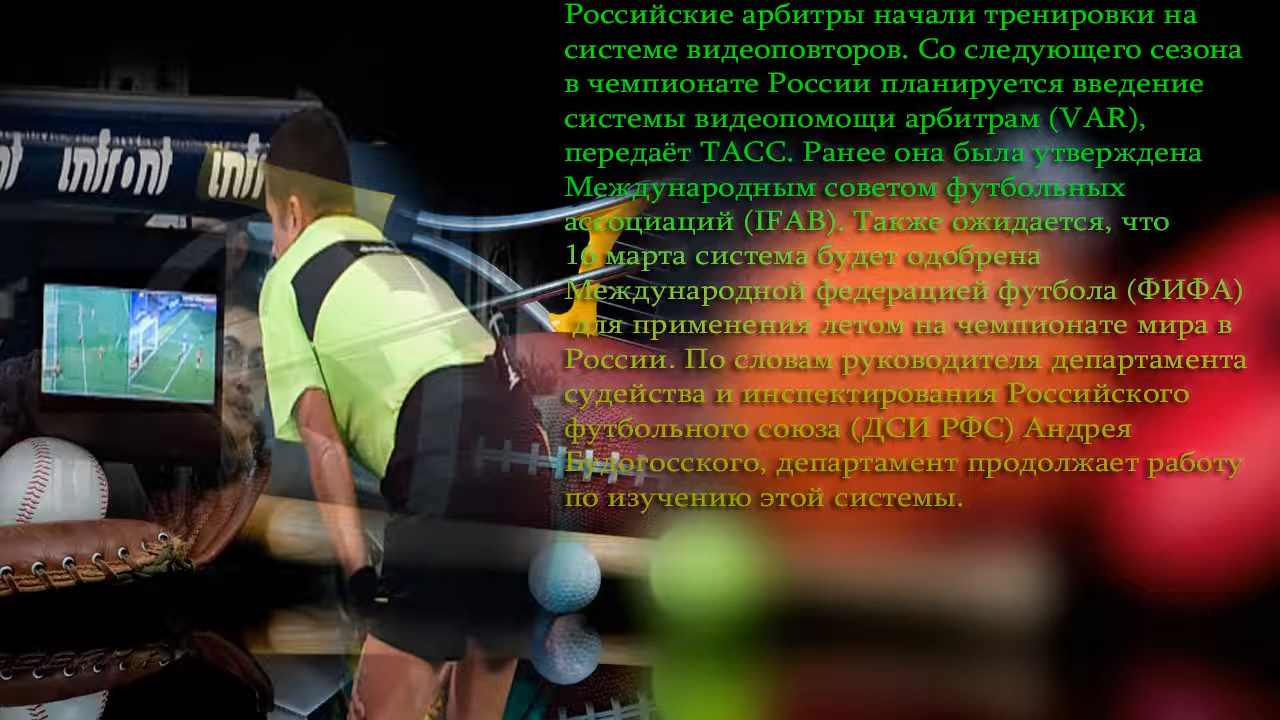 Российские арбитры начали тренировки на
системе видеоповторов. Со следующего сезона
в чемпионате России планируется введение
системы видеопомощи арбитрам (VAR),
передаёт ТАСС. Ранее она была утверждена
Международным советом футбольных
ассоциаций (IFAB). Также ожидается, что
16 марта система будет одобрена
Международной федерацией футбола (ФИФА)
для применения летом на чемпионате мира в
России. По словам руководителя департамента
судейства и инспектирования Российского
футбольного союза (ДСИ РФС) Андрея
Будогосского, департамент продолжает работу
по изучению этой системы.
infront